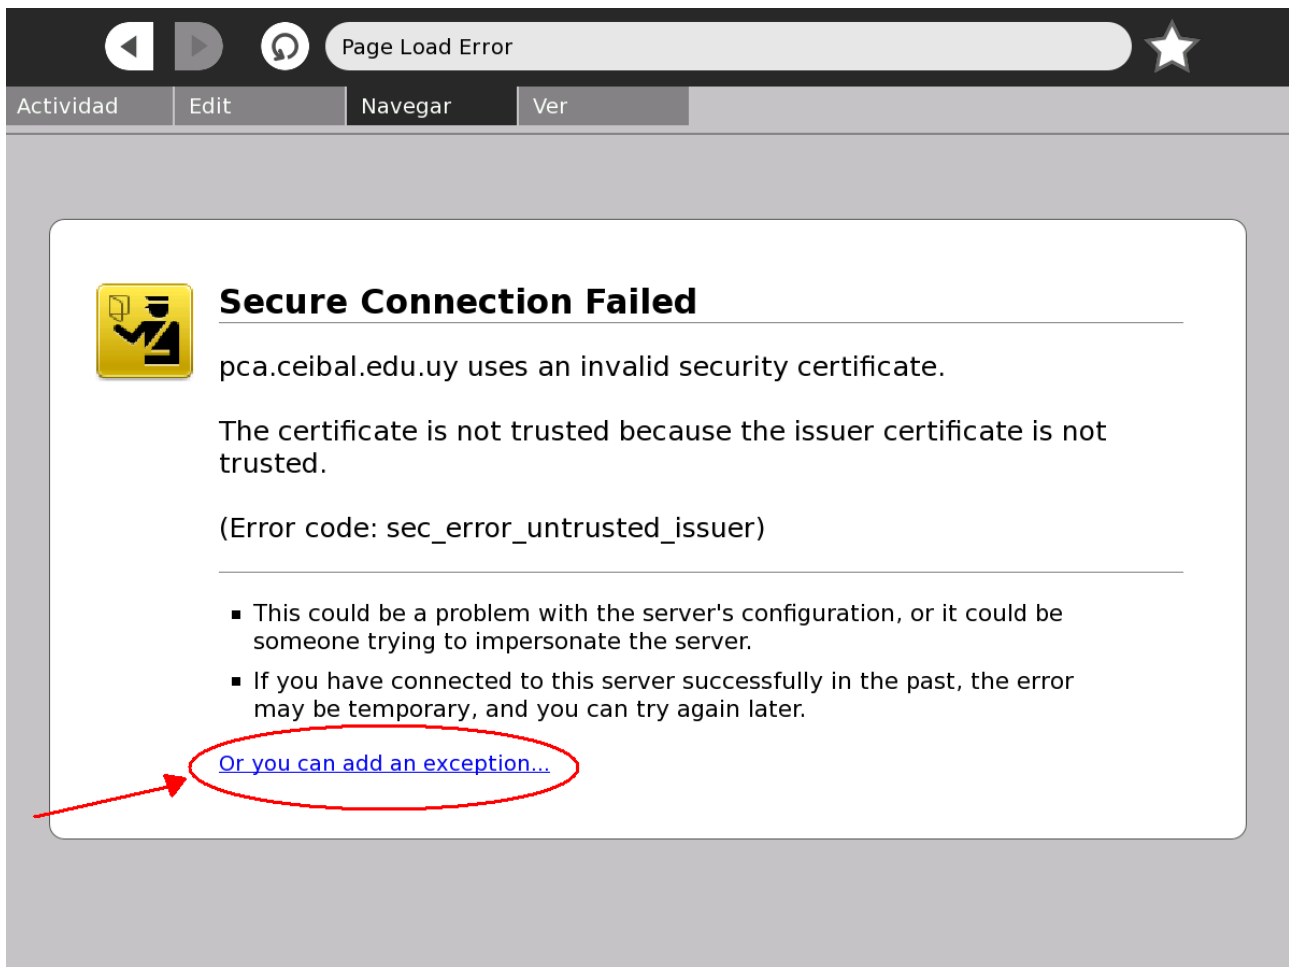 Page Load Error
Actividad
Edit
Navegar
Ver
Secure Connection Failed
pca.ceibal.edu.uy uses an invalid security certificate.
The certificate is not trusted because the issuer certificate is not
trusted.
(Error code: sec_error_untrusted_issuer)
This could be a problem with the server's configuration, or it could be
someone trying to impersonate the server.
If you have connected to this server successfully in the past, the error
may be temporary, and you can try again later.
Or you can add an exception...